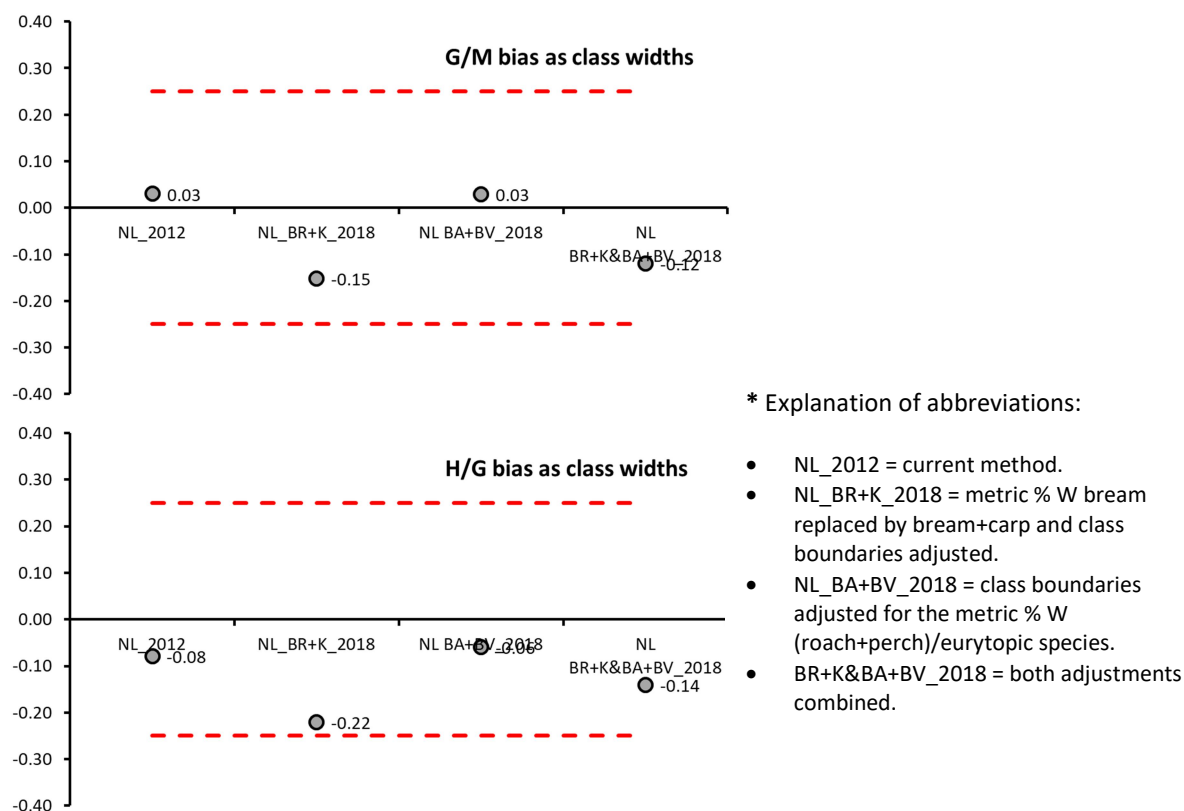 0.40
0.30
0.20
0.10
0.00
-0.10
-0.20
-0.30
-0.40
G/M bias as class widths
0.03
-0.15
0.03
-0.12
NL_2012
NL_BR+K_2018
NL BA+BV_2018
NL
BR+K&BA+BV_2018
0.40
0.30
0.20
0.10
0.00
-0.10
-0.20
-0.30
-0.40
H/G bias as class widths
NL_2012
NL_BR+K_2018
NL BA+BV_2018
NL
BR+K&BA+BV_2018
-0.08
-0.22
-0.06
-0.14
* Explanation of abbreviations:
• NL_2012 = current method.
• NL_BR+K_2018 = metric % W bream
replaced by bream+carp and class
boundaries adjusted.
• NL_BA+BV_2018 = class boundaries
adjusted for the metric % W
(roach+perch)/eurytopic species.
• BR+K&BA+BV_2018 = both adjustments
combined.